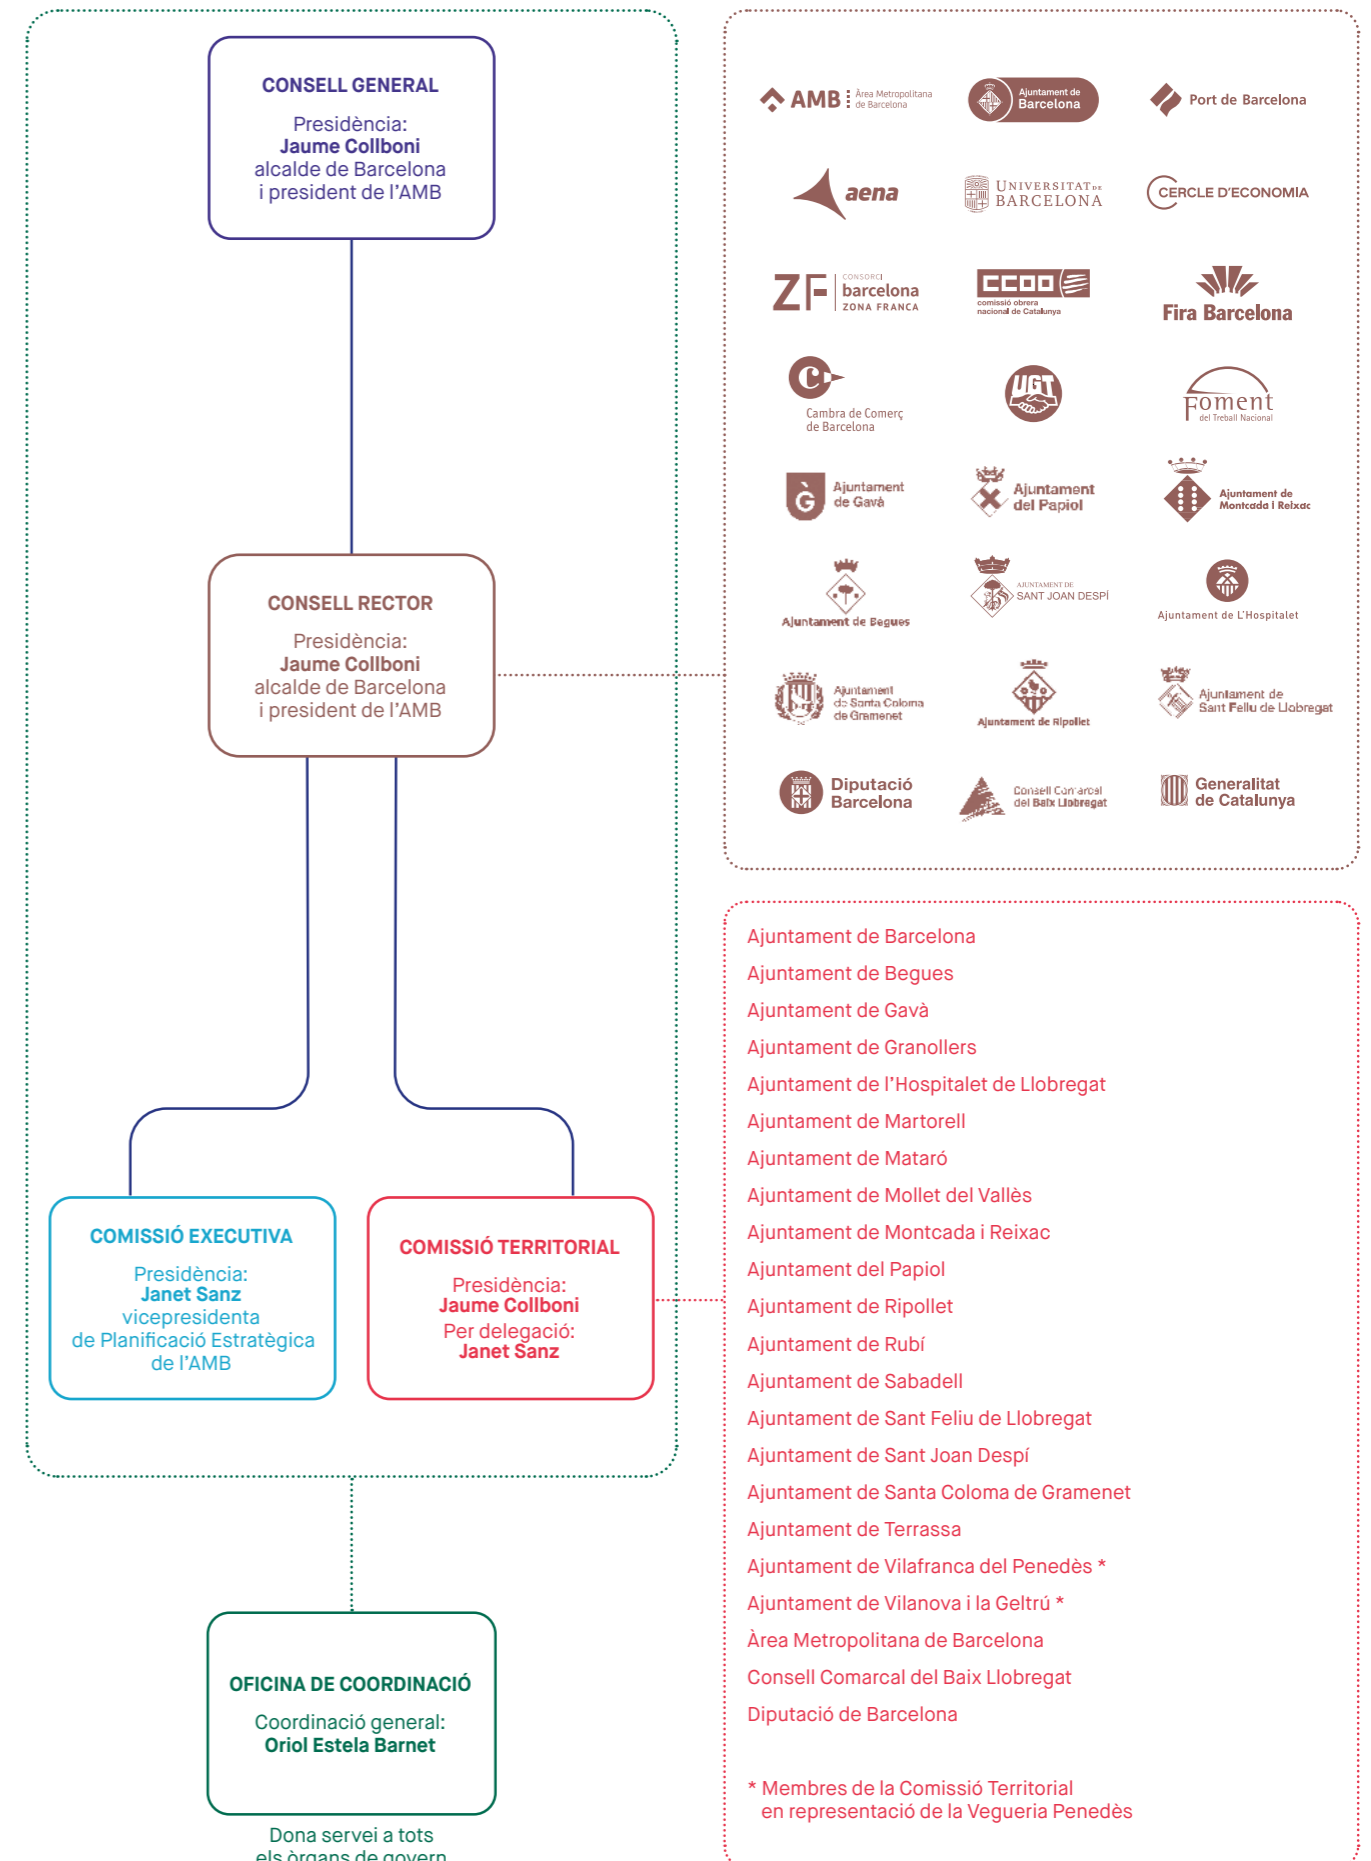 CONSELL GENERAL
Presidència:
Jaume Collboni
alcalde de Barcelona
i president de l'AMB
CONSELL RECTOR
Presidència:
Jaume Collboni
alcalde de Barcelona
i president de l'AMB
COMISSIÓ EXECUTIVA
Presidència:
Janet Sanz
vicepresidenta
de Planificació Estratègica
de l'AMB
COMISSIÓ TERRITORIAL
Presidència:
Jaume Collboni
Per delegació:
Janet Sanz
OFICINA DE COORDINACIÓ
Coordinació general:
Oriol Estela Barnet
Dona servei a tots
els òrgans de govern
AMB
Àrea Metropolitana
de Barcelona
Ajuntament de
Barcelona
Port de Barcelona
aena
UNIVERSITAT DE
BARCELONA
CERCLE D'ECONOMIA
ZF
CONSORCI
barcelona
ZONA FRANCA
CCOO
comissió obrera
nacional de Catalunya
Fira Barcelona
C
Cambra de Comerç
de Barcelona
UGT
Foment
del Treball Nacional
G
Ajuntament
de Gavà
Ajuntament
del Papiol
Ajuntament de
Montcada i Reixac
Ajuntament de Begues
AJUNTAMENT DE
SANT JOAN DESPÍ
Ajuntament de L'Hospitalet
Ajuntament
de Santa Coloma
de Gramenet
Ajuntament de Ripollet
Ajuntament de
Sant Feliu de Llobregat
Diputació
Barcelona
Consell Comarcal
del Baix Llobregat
Generalitat
de Catalunya
Ajuntament de Barcelona
Ajuntament de Begues
Ajuntament de Gavà
Ajuntament de Granollers
Ajuntament de l'Hospitalet de Llobregat
Ajuntament de Martorell
Ajuntament de Mataró
Ajuntament de Mollet del Vallès
Ajuntament de Montcada i Reixac
Ajuntament del Papiol
Ajuntament de Ripollet
Ajuntament de Rubí
Ajuntament de Sabadell
Ajuntament de Sant Feliu de Llobregat
Ajuntament de Sant Joan Despí
Ajuntament de Santa Coloma de Gramenet
Ajuntament de Terrassa
Ajuntament de Vilafranca del Penedès *
Ajuntament de Vilanova i la Geltrú *
Àrea Metropolitana de Barcelona
Consell Comarcal del Baix Llobregat
Diputació de Barcelona
* Membres de la Comissió Territorial
en representació de la Vegueria Penedès